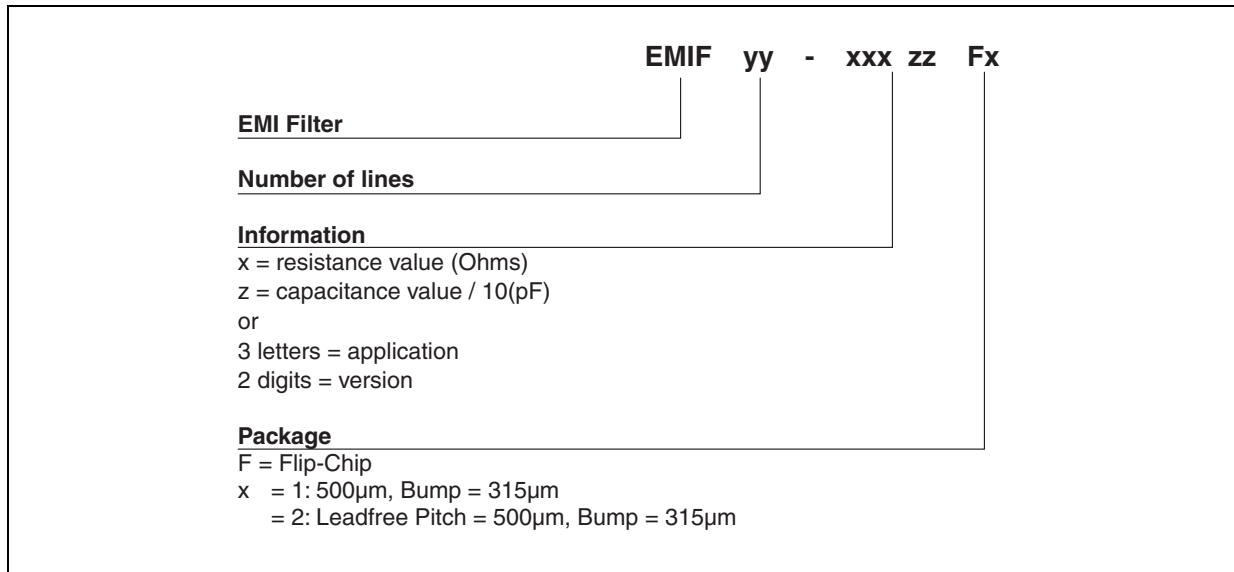 EMIF yy - xxx zz Fx
EMI Filter
Number of lines
Information
x = resistance value (Ohms)
z = capacitance value / 10(pF)
or
3 letters = application
2 digits = version
Package
F = Flip-Chip
x = 1: 500µm, Bump = 315µm
= 2: Leadfree Pitch = 500µm, Bump = 315µm